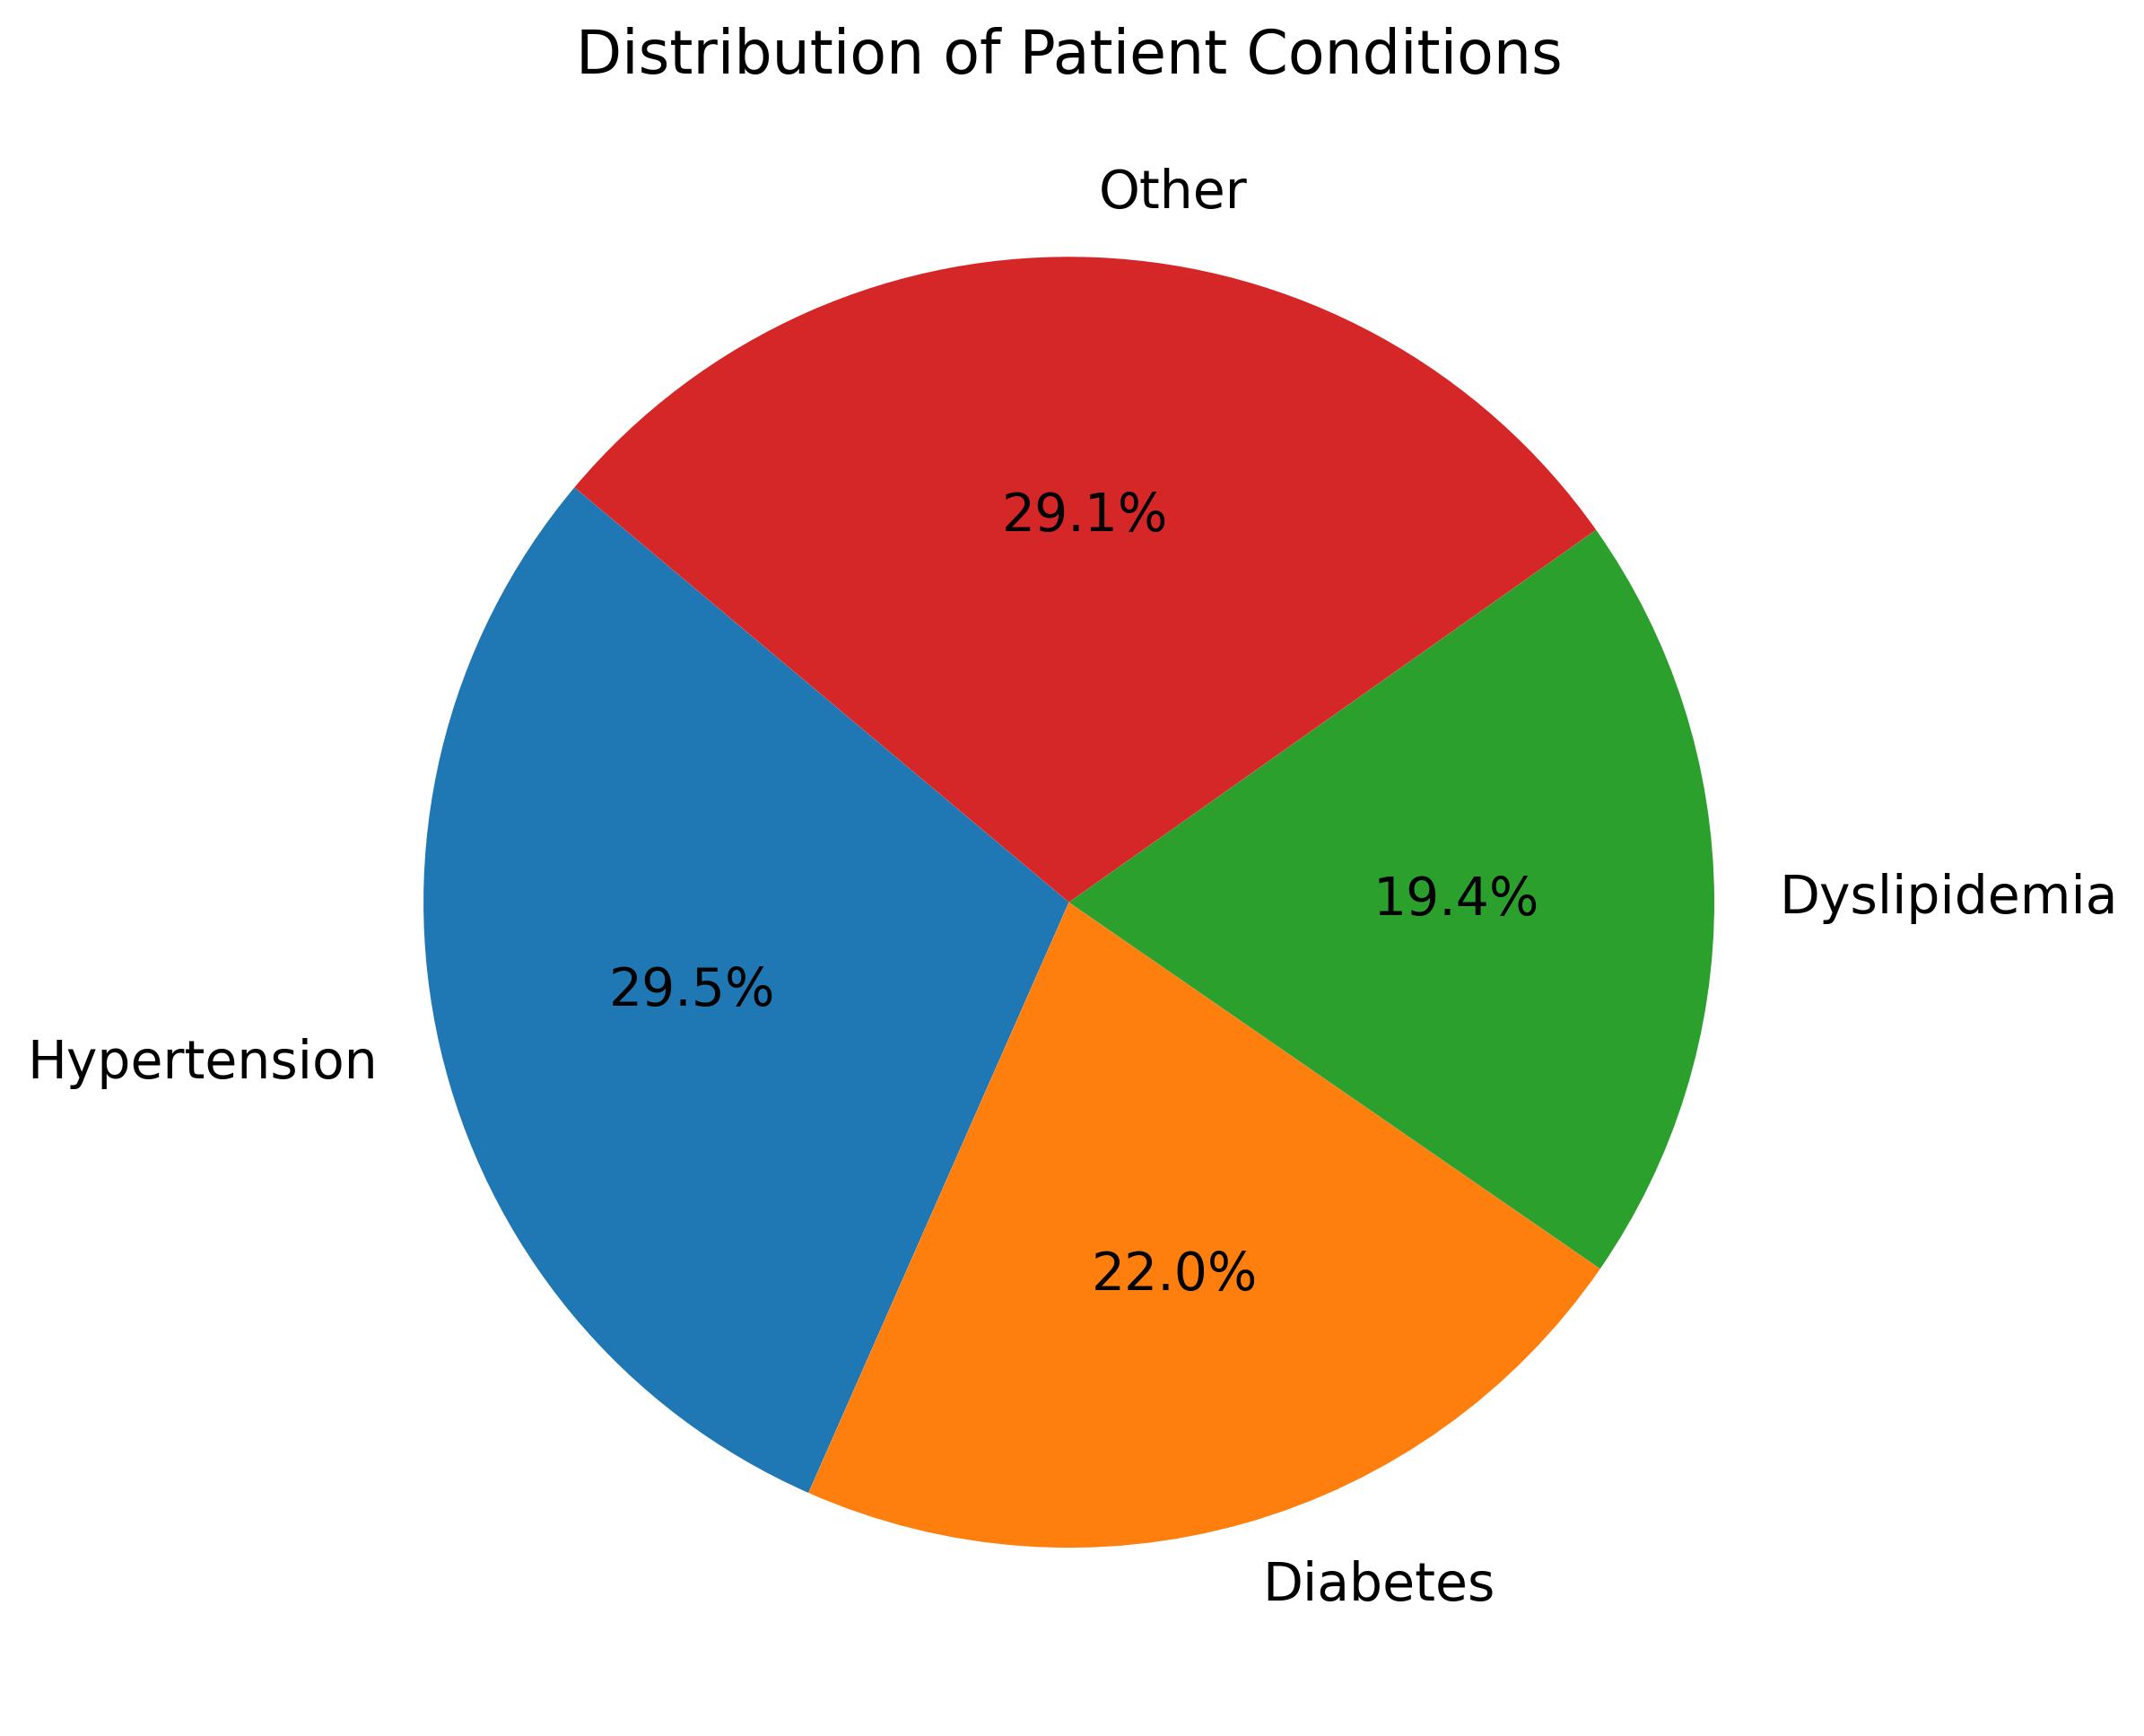 Distribution of Patient Conditions
Other
29.1%
19.4%
Dyslipidemia
29.5%
Hypertension
22.0%
Diabetes